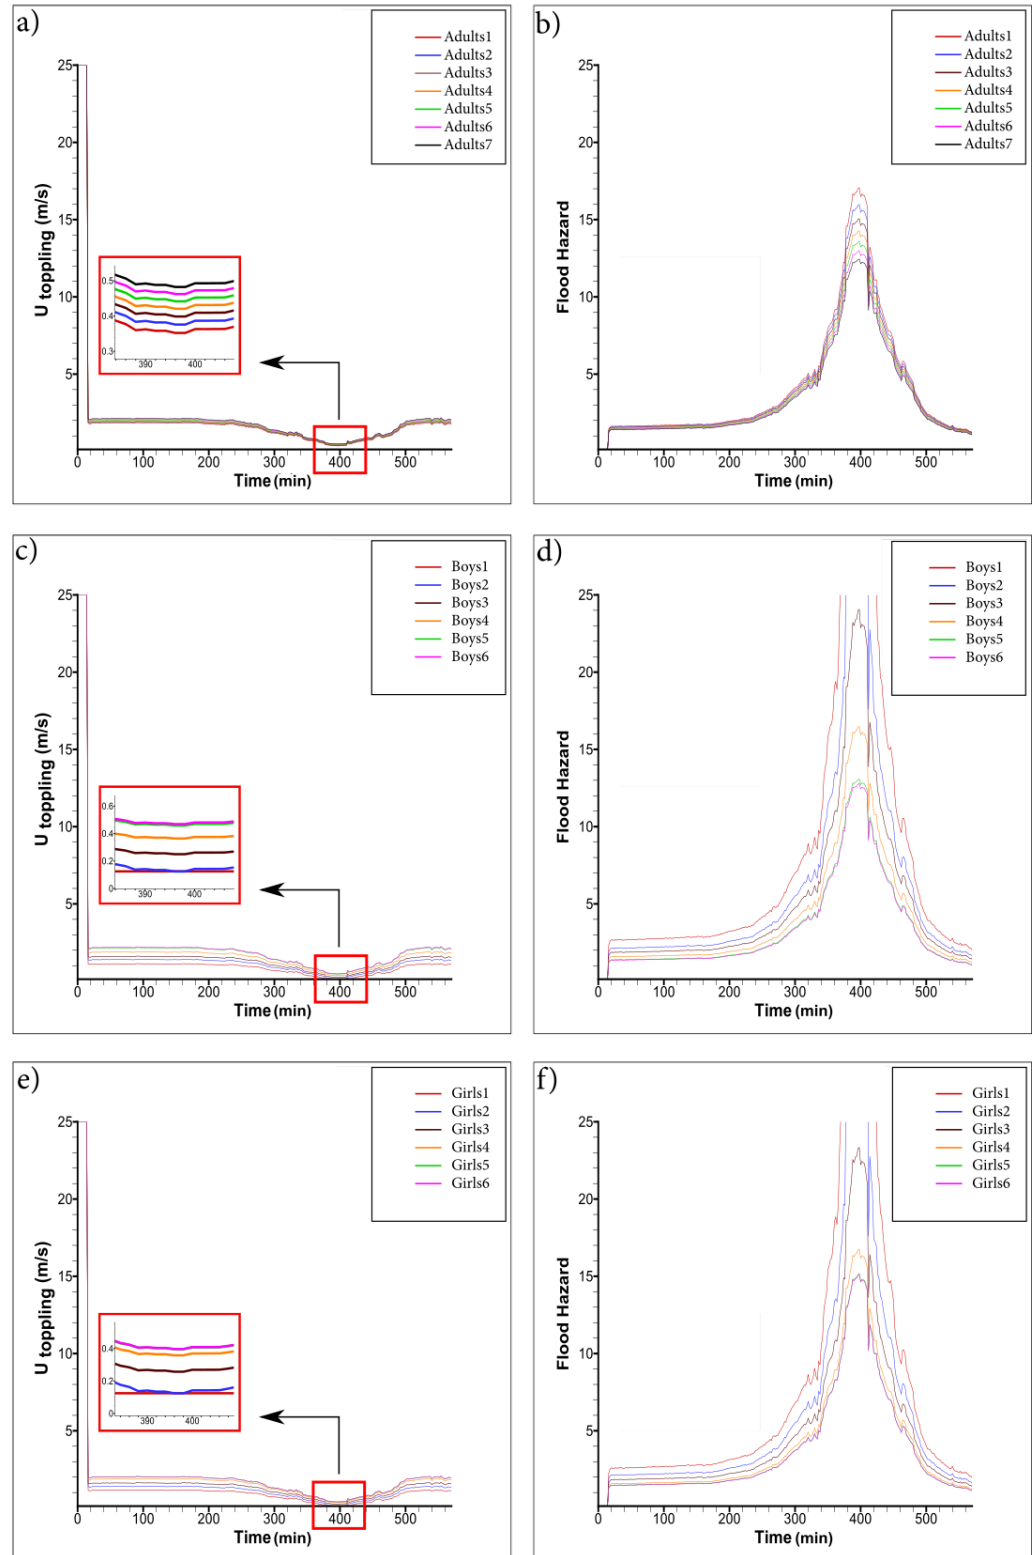 a)
Adults1
Adults2
Adults3
Adults4
Adults5
Adults6
Adults7
25
20
15
10
5
U toppling (m/s)
0.5
0.4
0.3
390
400
0
100
200
300
400
500
Time (min)
b)
Adults1
Adults2
Adults3
Adults4
Adults5
Adults6
Adults7
25
20
15
10
5
Flood Hazard
0
100
200
300
400
500
Time (min)
c)
Boys1
Boys2
Boys3
Boys4
Boys5
Boys6
25
20
15
10
5
U toppling (m/s)
0.6
0.4
0.2
0
390
400
0
100
200
300
400
500
Time (min)
d)
Boys1
Boys2
Boys3
Boys4
Boys5
Boys6
25
20
15
10
5
Flood Hazard
0
100
200
300
400
500
Time (min)
e)
Girls1
Girls2
Girls3
Girls4
Girls5
Girls6
25
20
15
10
5
U toppling (m/s)
0.4
0.2
0
390
400
0
100
200
300
400
500
Time (min)
f)
Girls1
Girls2
Girls3
Girls4
Girls5
Girls6
25
20
15
10
5
Flood Hazard
0
100
200
300
400
500
Time (min)